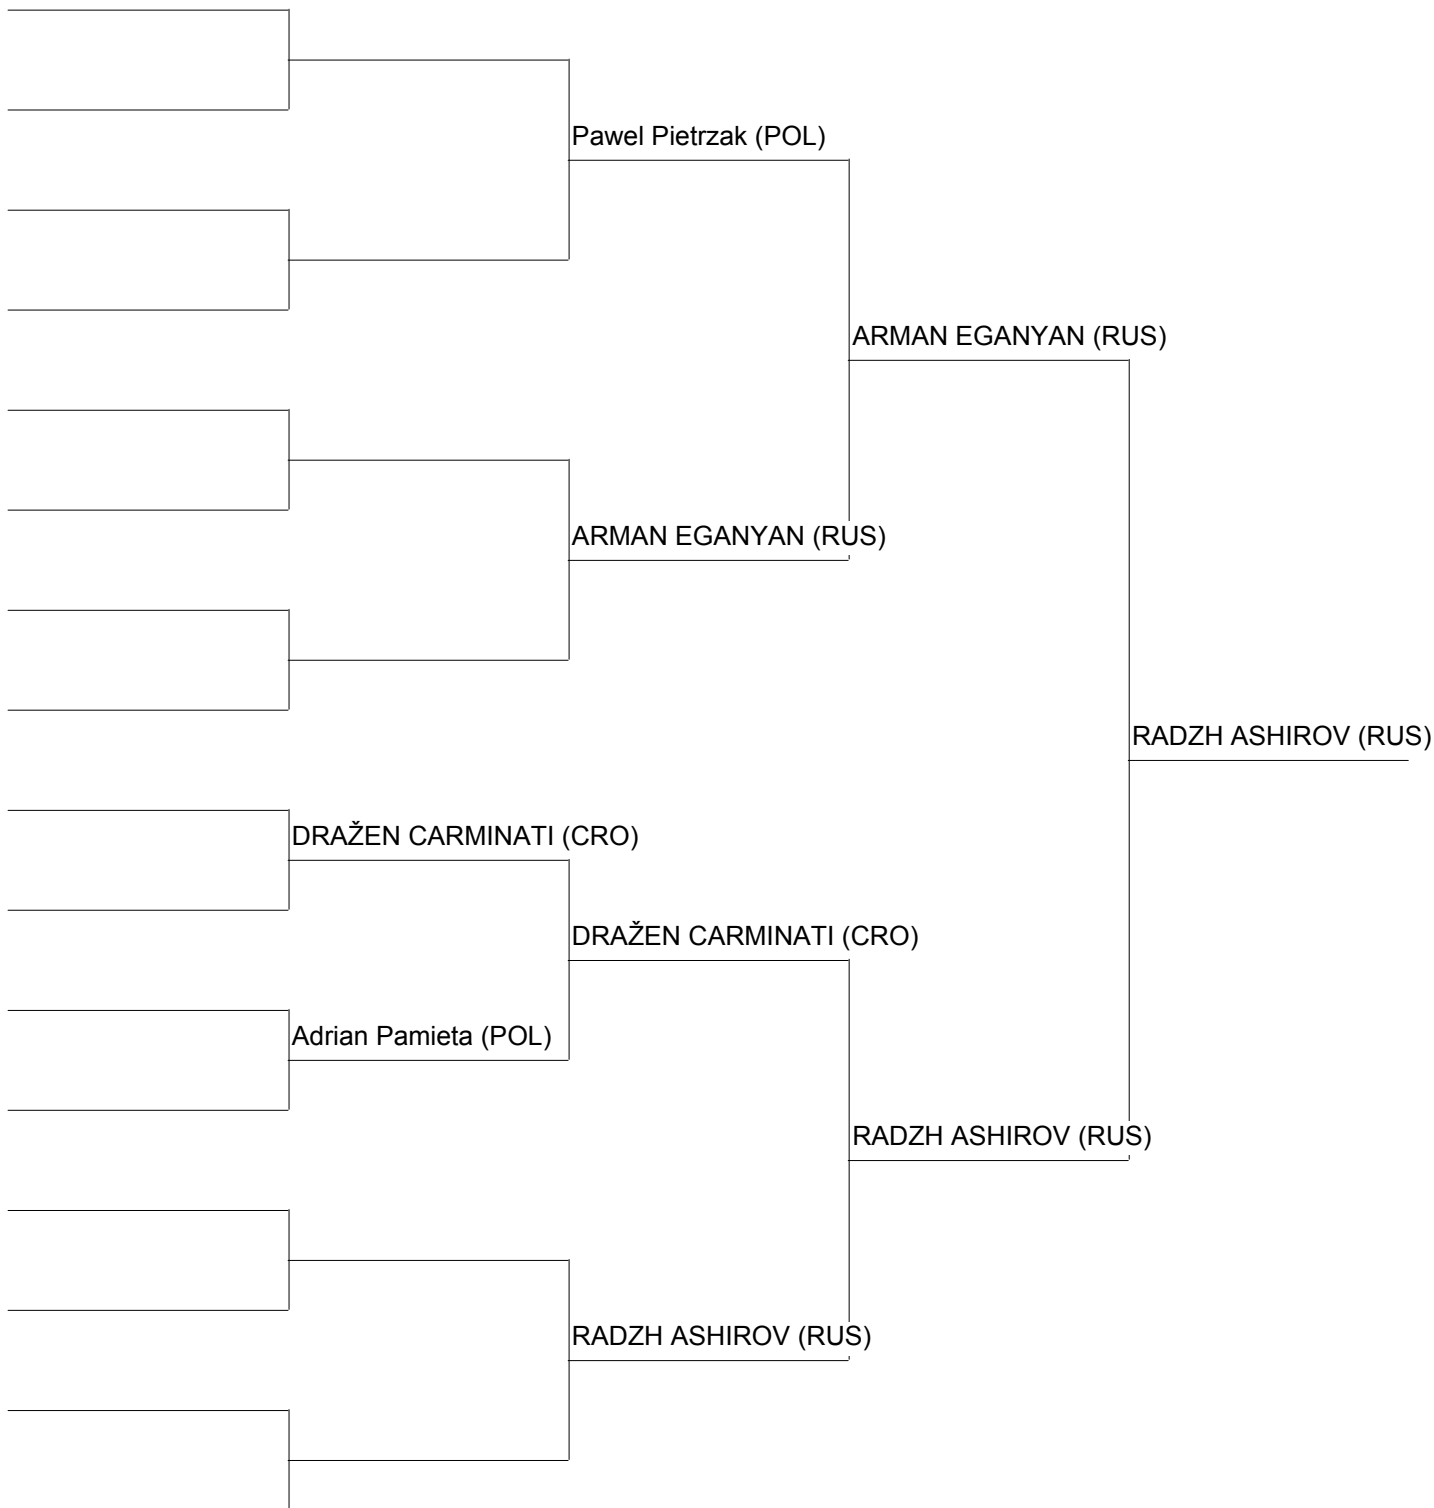 Pawel Pietrzak (POL)
ARMAN EGANYAN (RUS)
ARMAN EGANYAN (RUS)
RADZH ASHIROV (RUS)
DRAŽEN CARMINATI (CRO)
DRAŽEN CARMINATI (CRO)
Adrian Pamieta (POL)
RADZH ASHIROV (RUS)
RADZH ASHIROV (RUS)